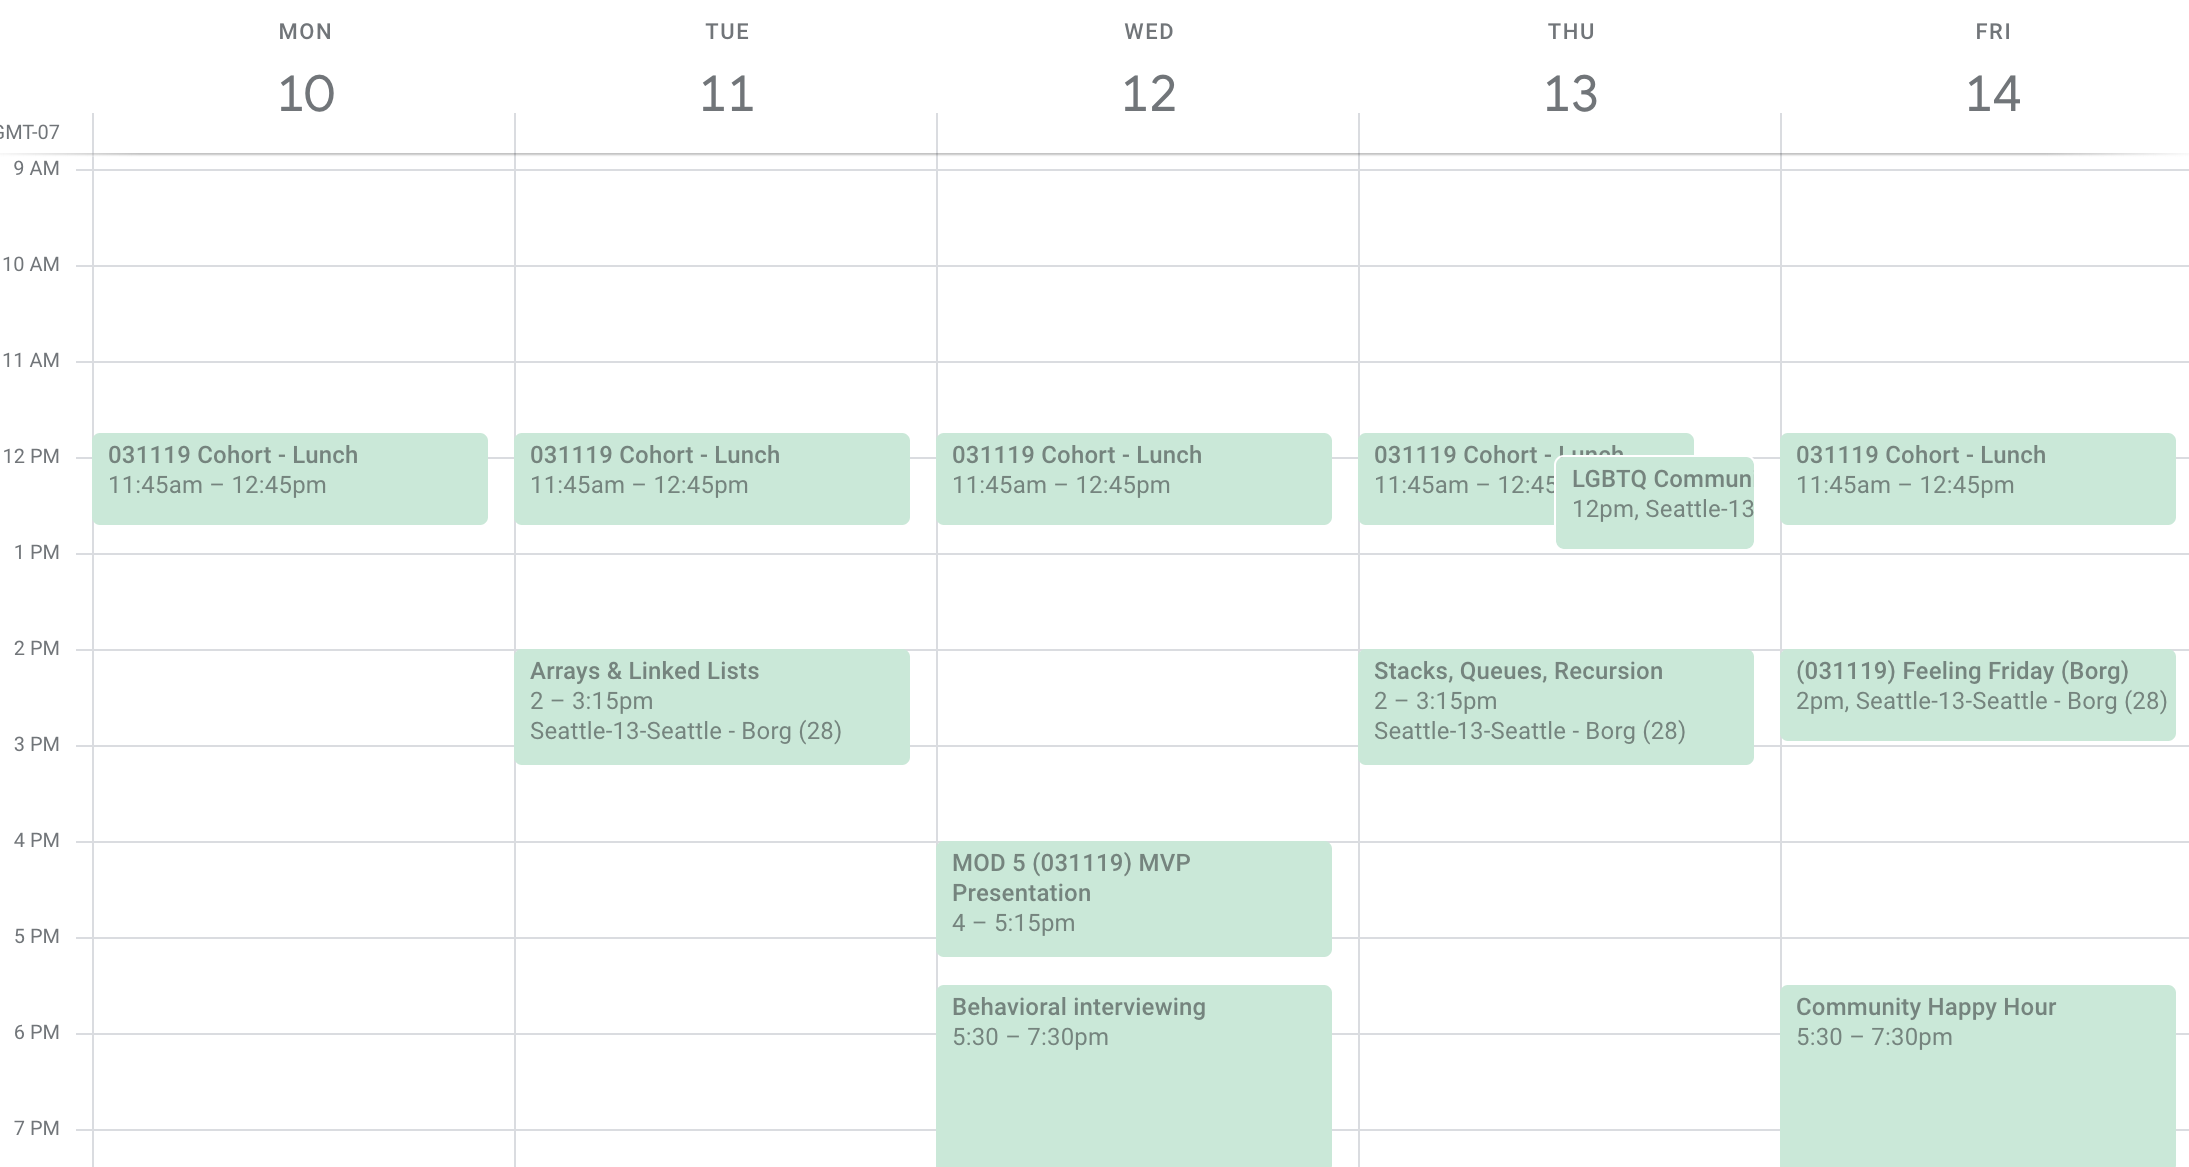 MON
TUE
WED
THU
FRI
10
11
12
13
14
GMT-07
9 AM
10 AM
11 AM
12 PM
1 PM
2 PM
3 PM
4 PM
5 PM
6 PM
7 PM
031119 Cohort - Lunch
11:45am – 12:45pm
031119 Cohort - Lunch
11:45am – 12:45pm
Arrays & Linked Lists
2 – 3:15pm
Seattle-13-Seattle - Borg (28)
031119 Cohort - Lunch
11:45am – 12:45pm
MOD 5 (031119) MVP
Presentation
4 – 5:15pm
Behavioral interviewing
5:30 – 7:30pm
031119 Cohort - Lunch
11:45am – 12:45
LGBTQ Commun
12pm, Seattle-13
Stacks, Queues, Recursion
2 – 3:15pm
Seattle-13-Seattle - Borg (28)
031119 Cohort - Lunch
11:45am – 12:45pm
(031119) Feeling Friday (Borg)
2pm, Seattle-13-Seattle - Borg (28)
Community Happy Hour
5:30 – 7:30pm